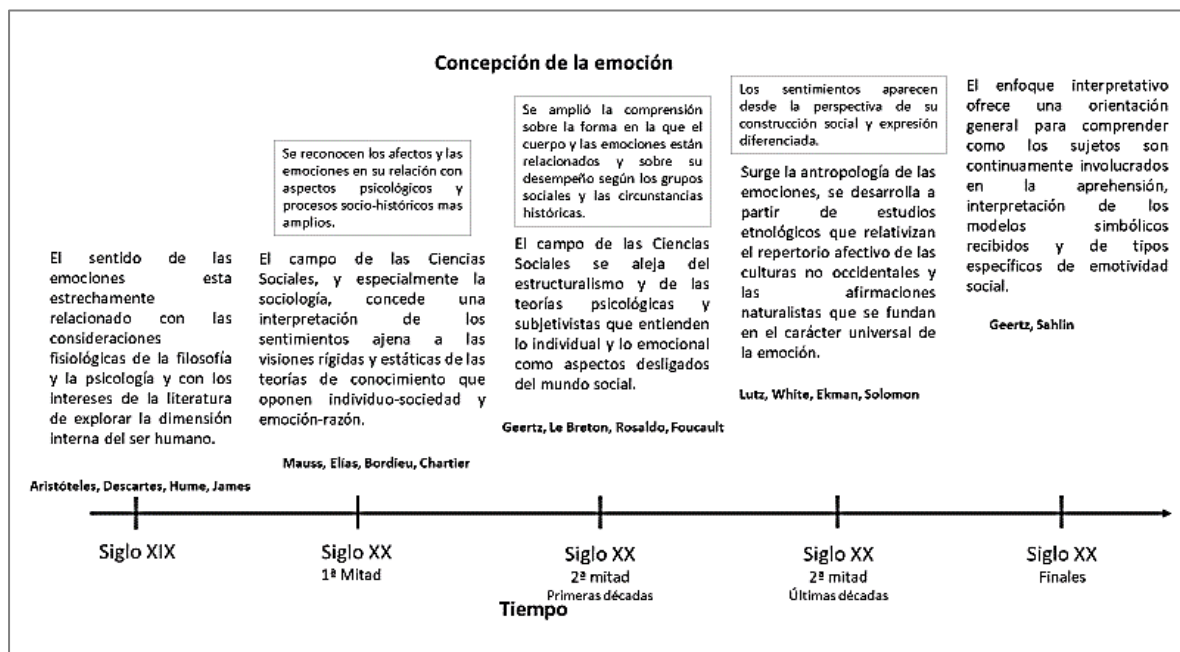 Concepción de la emoción
El sentido de las
emociones esta
estrechamente
relacionado con las
consideraciones
fisiológicas de la filosofía
y la psicología y con los
intereses de la literatura
de explorar la dimensión
interna del ser humano.
Aristóteles, Descartes, Hume, James
Se reconocen los afectos y las
emociones en su relación con
aspectos psicológicos y
procesos socio-históricos mas
amplios.
El campo de las Ciencias
Sociales, y especialmente la
sociología, concede una
interpretación de los
sentimientos ajena a las
visiones rígidas y estáticas de las
teorías de conocimiento que
oponen individuo-sociedad y
emoción-razón.
Mauss, Elías, Bordieu, Chartier
Se amplió la comprensión
sobre la forma en la que el
cuerpo y las emociones están
relacionados y sobre su
desempeño según los grupos
sociales y las circunstancias
históricas.
El campo de las Ciencias
Sociales se aleja del
estructuralismo y de las
teorías psicológicas y
subjetivistas que entienden
lo individual y lo emocional
como aspectos desligados
del mundo social.
Geertz, Le Breton, Rosaldo, Foucault
Los sentimientos aparecen
desde la perspectiva de su
construcción social y expresión
diferenciada.
Surge la antropología de las
emociones, se desarrolla a
partir de estudios
etnológicos que relativizan
el repertorio afectivo de las
culturas no occidentales y
las afirmaciones
naturalistas que se fundan
en el carácter universal de
la emoción.
Lutz, White, Ekman, Solomon
El enfoque interpretativo
ofrece una orientación
general para comprender
como los sujetos son
continuamente involucrados
en la aprehensión,
interpretación de los
modelos simbólicos
recibidos y de tipos
específicos de emotividad
social.
Geertz, Sahlin
Siglo XIX
Siglo XX
1ª Mitad
Siglo XX
2ª mitad
Primeras décadas
Siglo XX
2ª mitad
Últimas décadas
Siglo XX
Finales
Tiempo